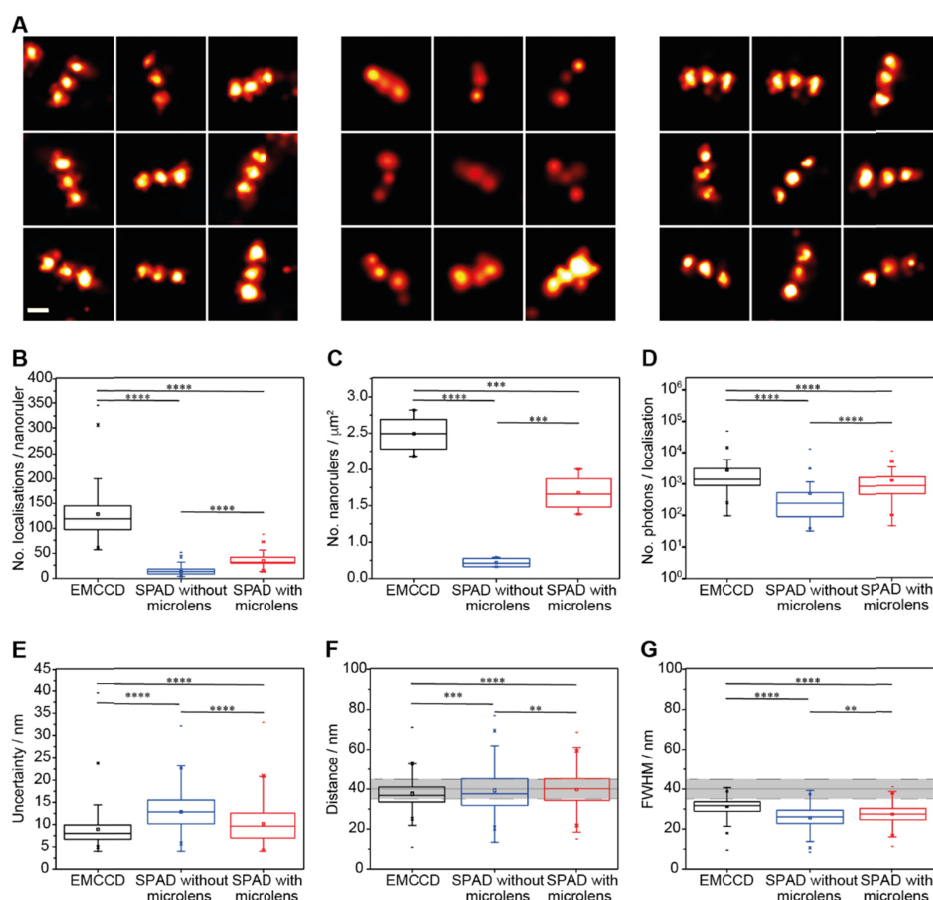 A
B
No. localisations / nanoruler
400
350
300
250
200
150
100
50
0
****
****
****
EMCCD
SPAD without microlens
SPAD with microlens
C
No. nanorulers / μm²
3.0
2.5
2.0
1.5
1.0
0.5
0.0
***
****
***
EMCCD
SPAD without microlens
SPAD with microlens
D
No. photons / localisation
10⁶
10⁵
10⁴
10³
10²
10¹
10⁰
****
****
****
EMCCD
SPAD without microlens
SPAD with microlens
E
Uncertainty / nm
45
40
35
30
25
20
15
10
5
0
****
****
****
EMCCD
SPAD without microlens
SPAD with microlens
F
Distance / nm
100
80
60
40
20
0
****
***
**
EMCCD
SPAD without microlens
SPAD with microlens
G
FWHM / nm
100
80
60
40
20
0
****
****
**
EMCCD
SPAD without microlens
SPAD with microlens